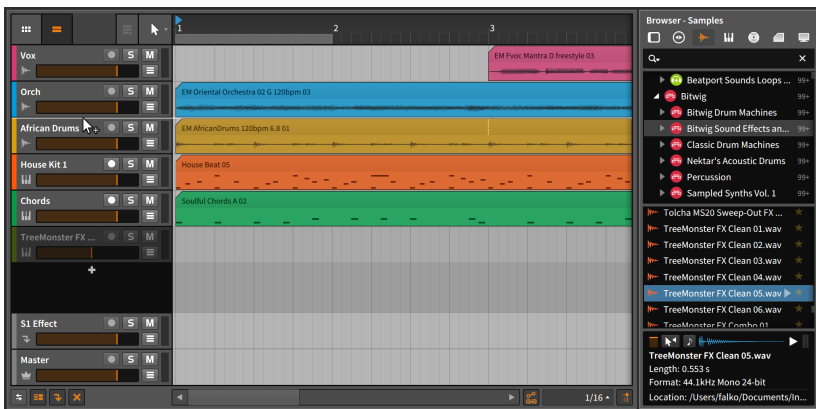 1
2
3
Vox
S M
EM Fvoc Mantra D freestyle 03
Orch
S M
EM Oriental Orchestra 02 G 120bpm 03
African Drums
S M
EM AfricanDrums 120bpm 6.8 01
House Kit 1
S M
House Beat 05
Chords
S M
Soulful Chords A 02
TreeMonster FX ...
S M
+
S1 Effect
S M
Master
S M
1/16
Browser - Samples
Beatport Sounds Loops ... 99+
Bitwig 99+
Bitwig Drum Machines 99+
Bitwig Sound Effects an... 99+
Classic Drum Machines 99+
Nektar's Acoustic Drums 99+
Percussion 99+
Sampled Synths Vol. 1 99+
Tolcha MS20 Sweep-Out FX ...
TreeMonster FX Clean 01.wav
TreeMonster FX Clean 02.wav
TreeMonster FX Clean 03.wav
TreeMonster FX Clean 04.wav
TreeMonster FX Clean 05.wav
TreeMonster FX Clean 06.wav
TreeMonster FX Combo 01
TreeMonster FX Clean 05.wav
Length: 0.553 s
Format: 44.1kHz Mono 24-bit
Location: /Users/falko/Documents/In...